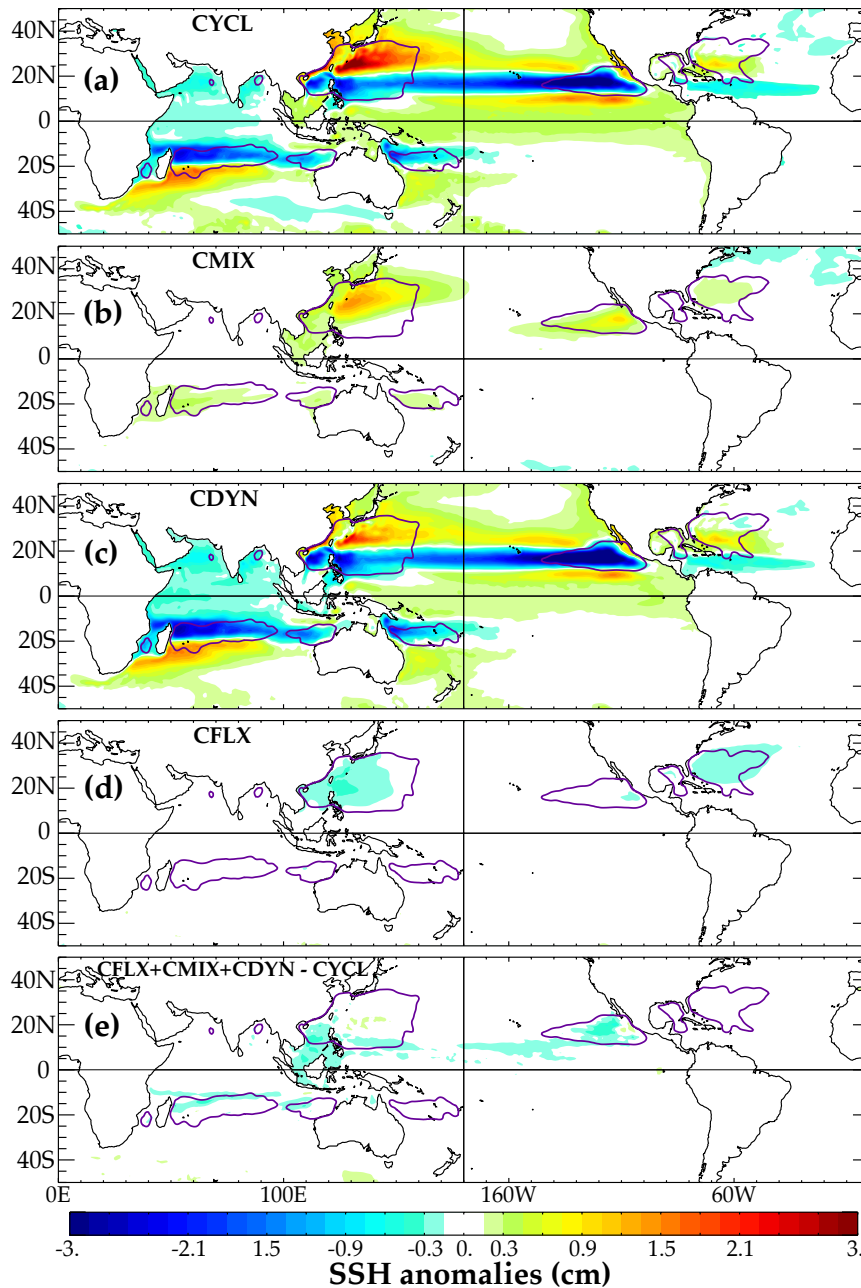 CYCL
(a)
40N
20N
0
20S
40S
CMIX
(b)
40N
20N
0
20S
40S
CDYN
(c)
40N
20N
0
20S
40S
CFLX
(d)
40N
20N
0
20S
40S
CFLX+CMIX+CDYN - CYCL
(e)
40N
20N
0
20S
40S
0E 100E 160W 60W
-3. -2.1 1.5 -0.9 -0.3 0. 0.3 0.9 1.5 2.1 3.
SSH anomalies (cm)